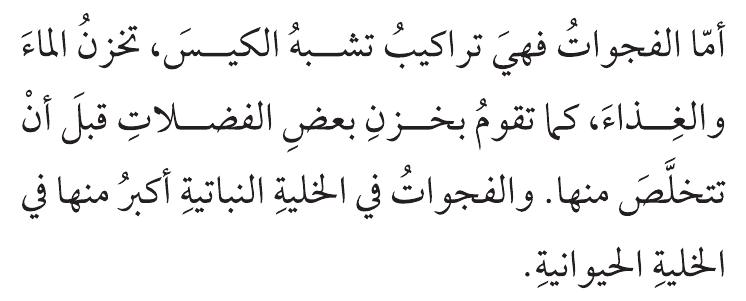 أمّا الفجواتُ فهيَ تراكيبُ تشبهُ الكيسَ، تخزنُ الماءَ
والغِذاءَ، كما تقومُ بخزنِ بعضِ الفضلاتِ قبلَ أنْ
تتخلَّصَ منها. والفجواتُ في الخليةِ النباتيةِ أكبرُ منها في
الخليةِ الحيوانيةِ.